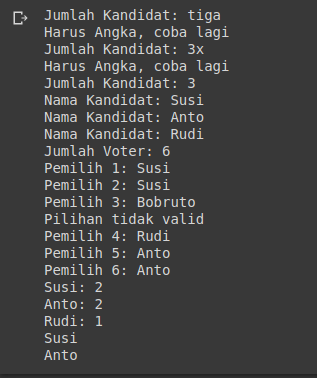 Jumlah Kandidat: tiga
Harus Angka, coba lagi
Jumlah Kandidat: 3x
Harus Angka, coba lagi
Jumlah Kandidat: 3
Nama Kandidat: Susi
Nama Kandidat: Anto
Nama Kandidat: Rudi
Jumlah Voter: 6
Pemilih 1: Susi
Pemilih 2: Susi
Pemilih 3: Bobruto
Pilihan tidak valid
Pemilih 4: Rudi
Pemilih 5: Anto
Pemilih 6: Anto
Susi: 2
Anto: 2
Rudi: 1
Susi
Anto